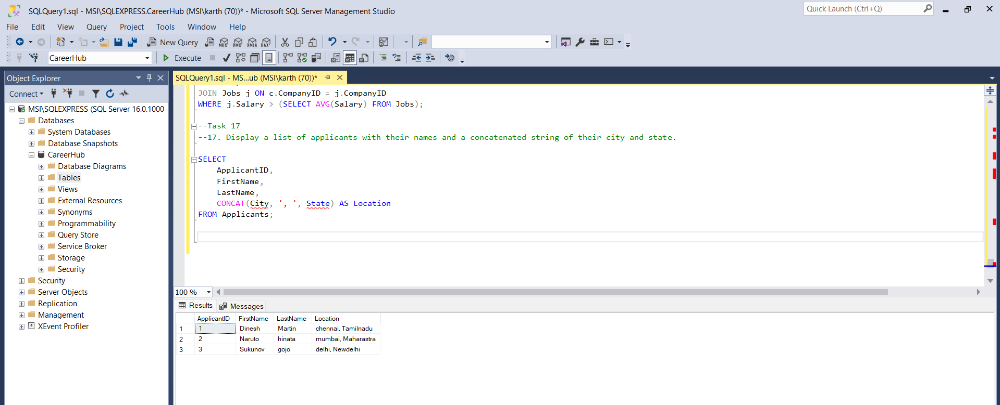 SQLQuery1.sql - MSI\SQLEXPRESS.CareerHub (MSI\karth (70))* - Microsoft SQL Server Management Studio
Quick Launch (Ctrl+Q)
File Edit View Query Project Tools Window Help
New Query MDX DMX XMLA DAX
CareerHub Execute
Object Explorer
Connect
MSI\SQLEXPRESS (SQL Server 16.0.1000 -
Databases
System Databases
Database Snapshots
CareerHub
Database Diagrams
Tables
Views
External Resources
Synonyms
Programmability
Query Store
Service Broker
Storage
Security
Security
Server Objects
Replication
Management
XEvent Profiler
SQLQuery1.sql - MS...ub (MSI\karth (70))*
JOIN Jobs j ON c.CompanyID = j.CompanyID
WHERE j.Salary > (SELECT AVG(Salary) FROM Jobs);
--Task 17
--17. Display a list of applicants with their names and a concatenated string of their city and state.
SELECT
ApplicantID,
FirstName,
LastName,
CONCAT(City, ', ', State) AS Location
FROM Applicants;
100 %
Results Messages
ApplicantID FirstName LastName Location
1 1 Dinesh Martin chennai, Tamilnadu
2 2 Naruto hinata mumbai, Maharastra
3 3 Sukunov gojo delhi, Newdelhi